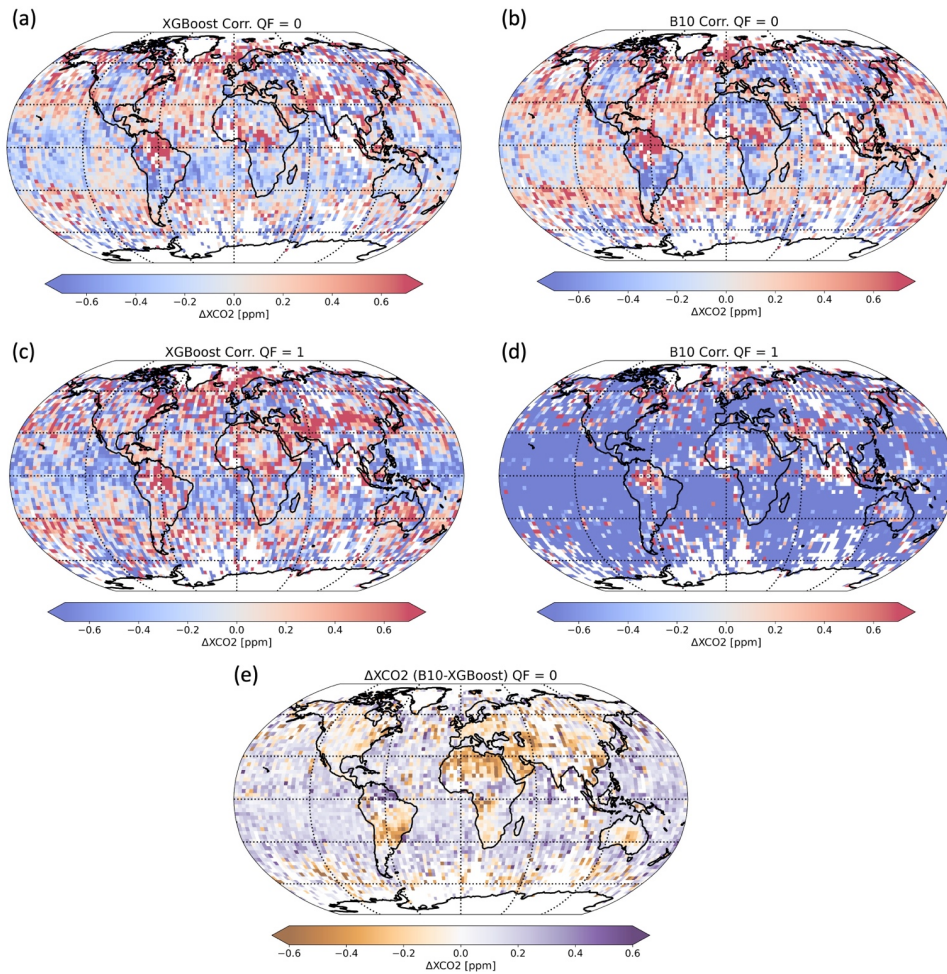 (a)
XGBoost Corr. QF = 0
−0.6 −0.4 −0.2 0.0 0.2 0.4 0.6
ΔXCO2 [ppm]
(b)
B10 Corr. QF = 0
−0.6 −0.4 −0.2 0.0 0.2 0.4 0.6
ΔXCO2 [ppm]
(c)
XGBoost Corr. QF = 1
−0.6 −0.4 −0.2 0.0 0.2 0.4 0.6
ΔXCO2 [ppm]
(d)
B10 Corr. QF = 1
−0.6 −0.4 −0.2 0.0 0.2 0.4 0.6
ΔXCO2 [ppm]
(e)
ΔXCO2 (B10-XGBoost) QF = 0
−0.6 −0.4 −0.2 0.0 0.2 0.4 0.6
ΔXCO2 [ppm]